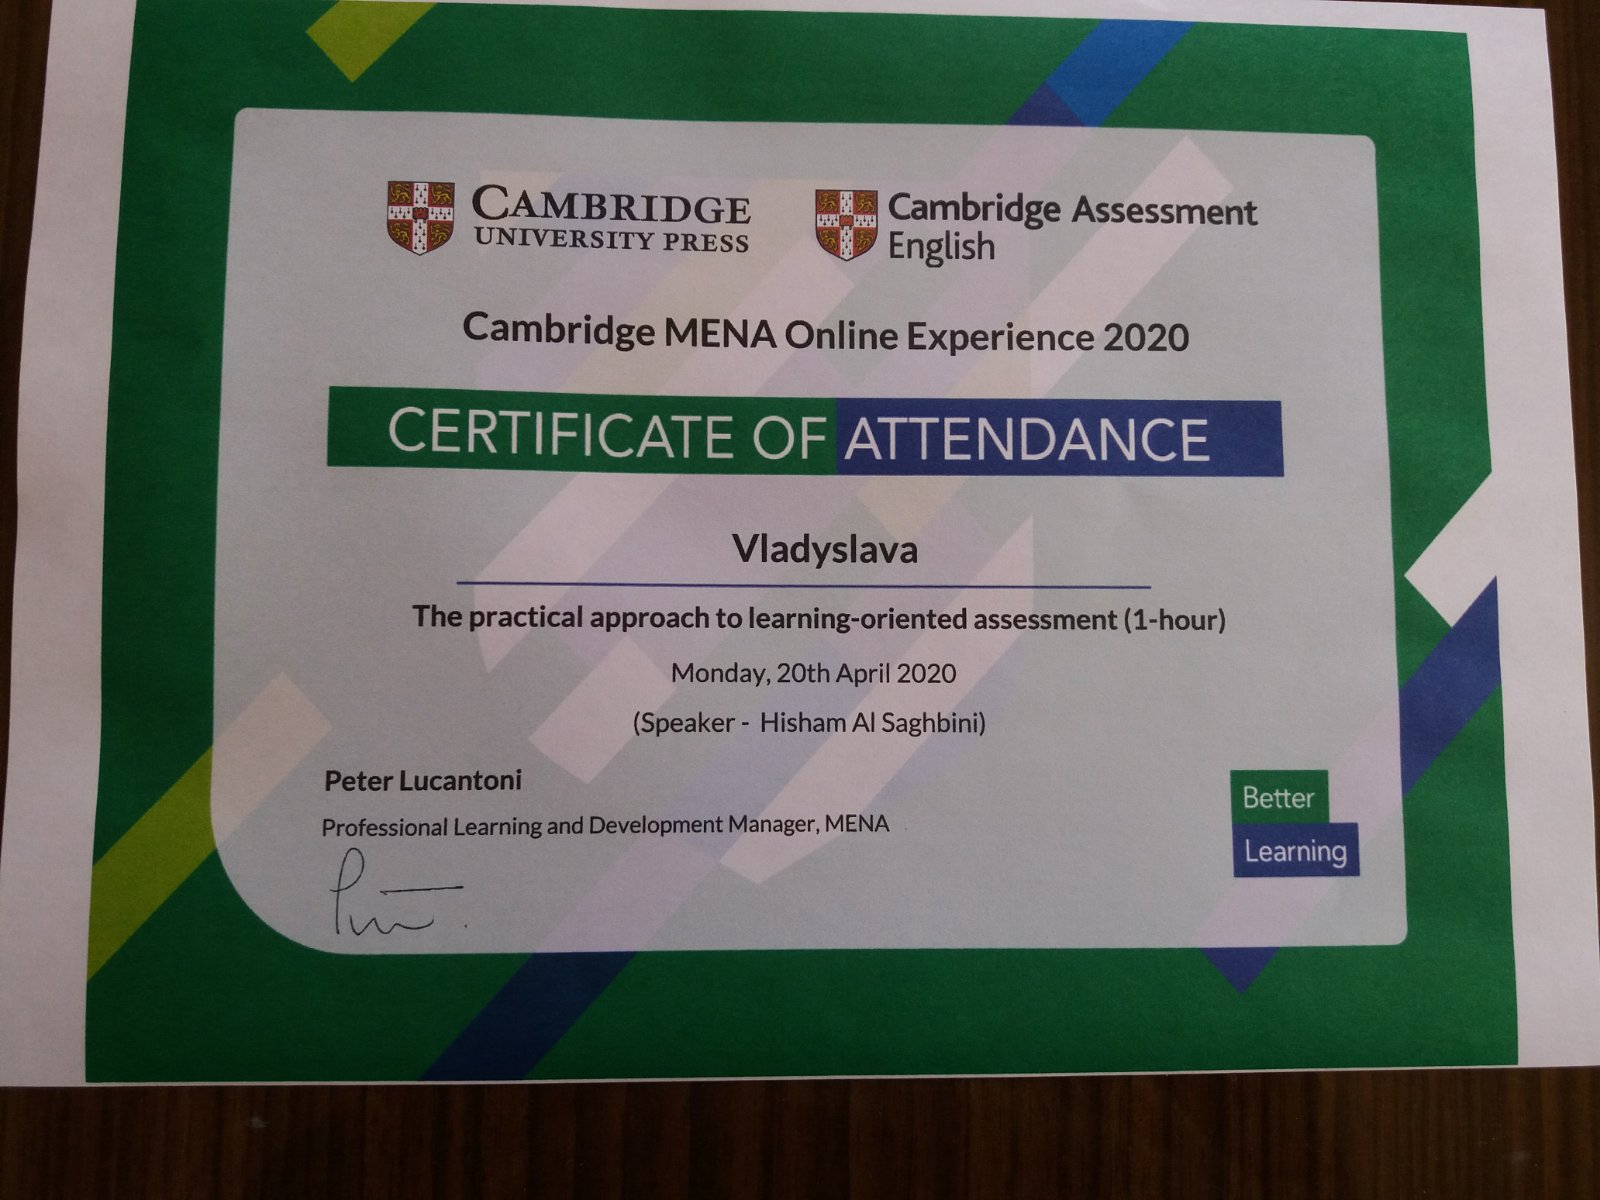 CAMBRIDGE
UNIVERSITY PRESS
Cambridge Assessment
English
Cambridge MENA Online Experience 2020
CERTIFICATE OF ATTENDANCE
Vladyslava
The practical approach to learning-oriented assessment (1-hour)
Monday, 20th April 2020
(Speaker - Hisham Al Saghbini)
Peter Lucantoni
Professional Learning and Development Manager, MENA
Better
Learning